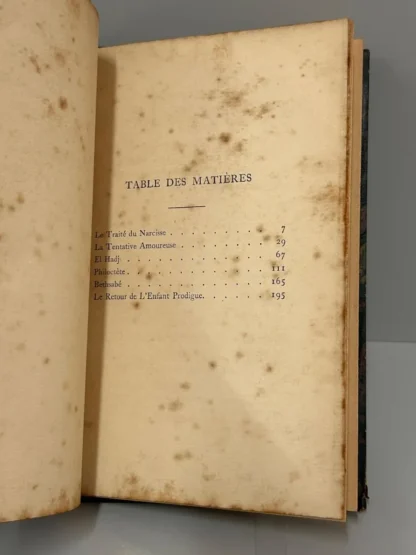 TABLE DES MATIÈRES
Le Traité du Narcisse . . . . . . . . . 7
La Tentative Amoureuse . . . . . . . . 29
El Hadj . . . . . . . . . . . . . 67
Philoctète . . . . . . . . . . . . 111
Bethsabé . . . . . . . . . . . . 165
Le Retour de L'Enfant Prodigue. . . . . . 195